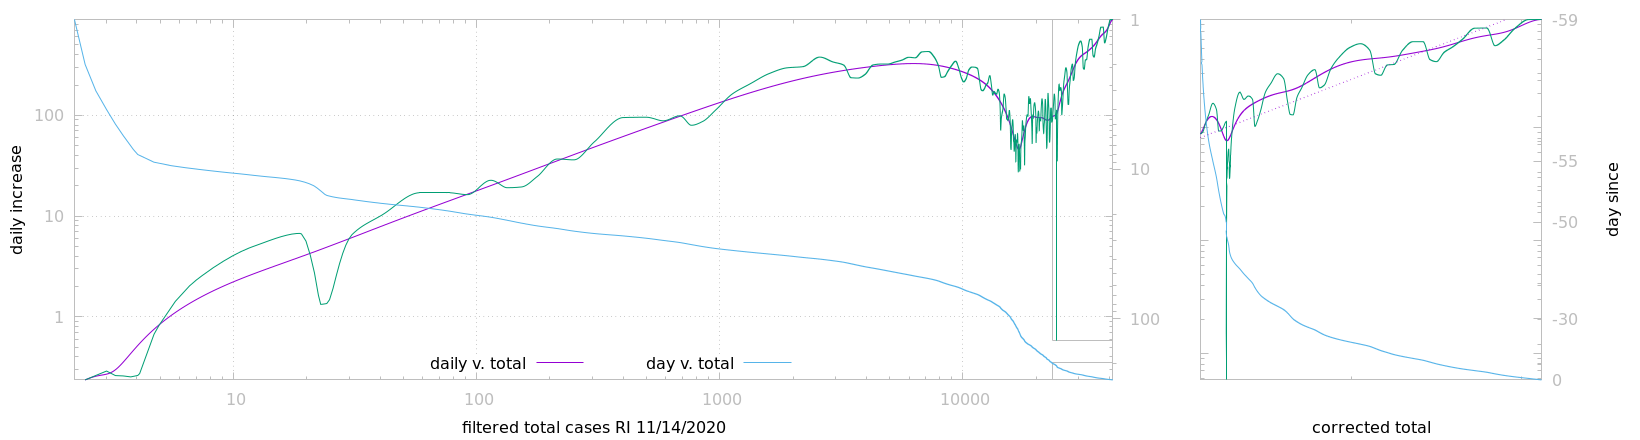 daily increase
100
10
1
daily v. total
day v. total
10
100
1000
10000
filtered total cases RI 11/14/2020
1
10
100
-59
-55
-50
-30
0
day since
corrected total